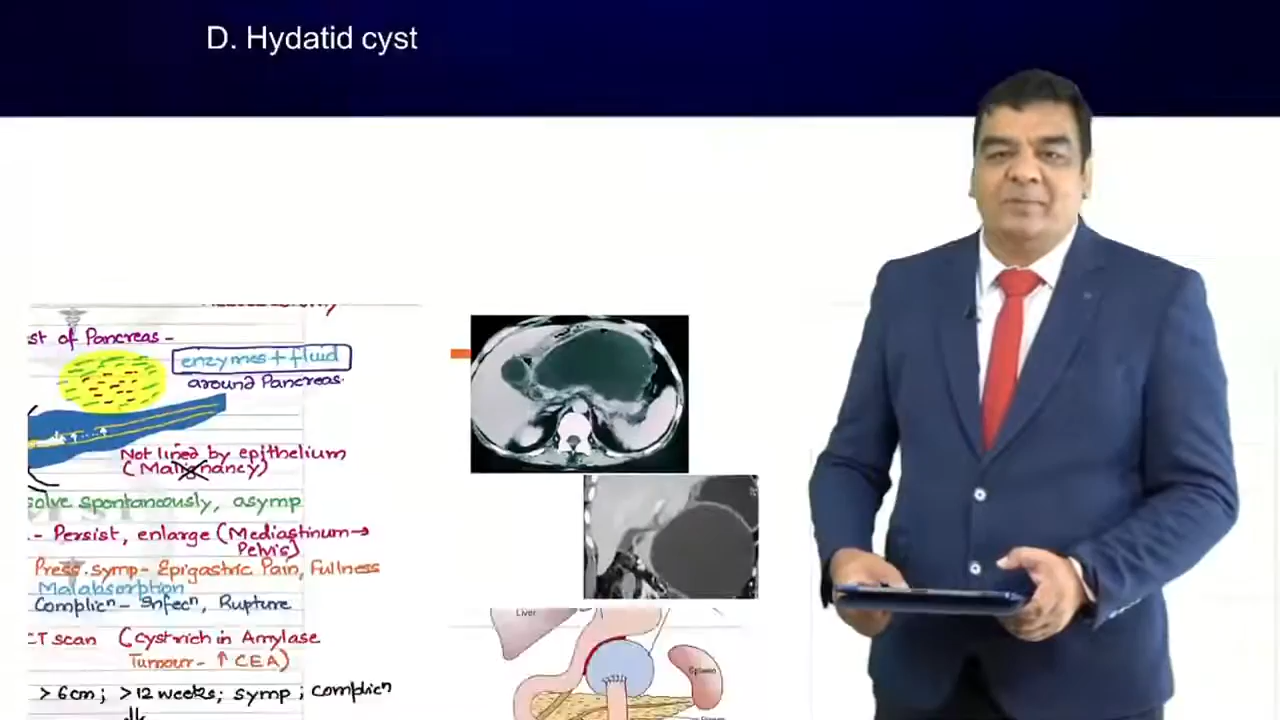 D. Hydatid cyst
st of Pancreas -
enzymes + fluid
around Pancreas.
Not lined by epithelium
(Malignancy)
solve spontaneously, asymp
- Persist, enlarge (Mediastinum→
Pelvis)
Press. symp- Epigastric Pain, Fullness
Malabsorption
Complicn- Infecn, Rupture
CT scan (Cyst rich in Amylase
Tumour- ↑ CEA)
> 6cm; >12 weeks; symp; complicn
Liver
Spleen